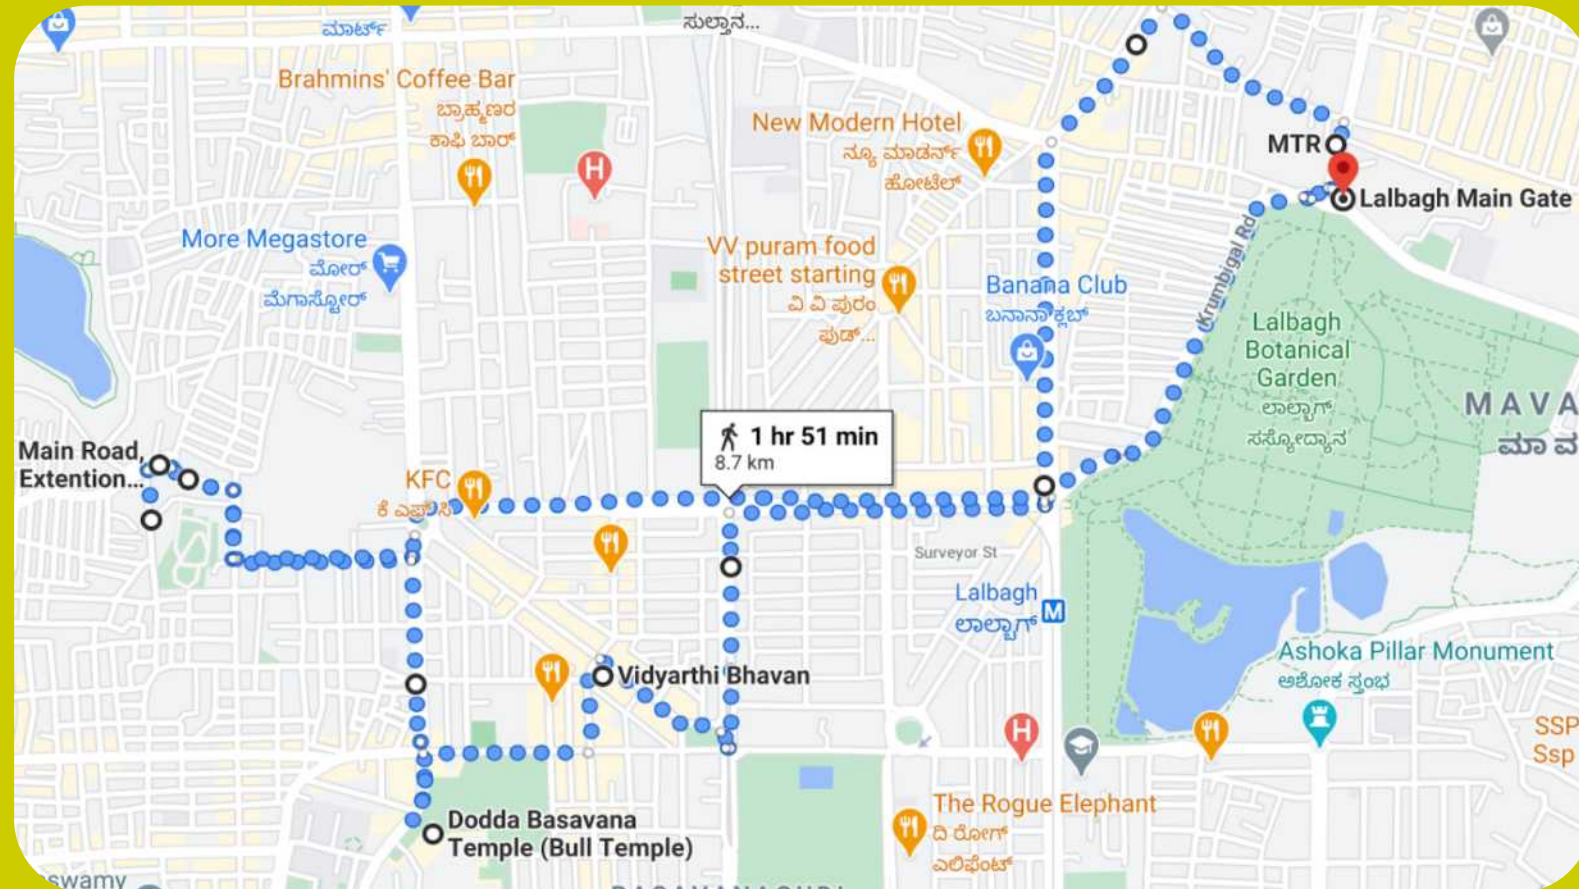 ಮಾರ್ಟ್
ಸುಲ್ತಾನ...
Brahmins' Coffee Bar
ಬ್ರಾಹ್ಮಣರ
ಕಾಫಿ ಬಾರ್
New Modern Hotel
ನ್ಯೂ ಮಾಡರ್ನ್
ಹೋಟೆಲ್
MTR
Lalbagh Main Gate
H
More Megastore
ಮೋರ್
ಮೆಗಾಸ್ಟೋರ್
VV puram food
street starting
ವಿ ವಿ ಪುರಂ
ಫುಡ್...
Banana Club
ಬನಾನಾ ಕ್ಲಬ್
Krumbigal Rd
Lalbagh
Botanical
Garden
ಲಾಲ್ಬಾಗ್
ಸಸ್ಯೋದ್ಯಾನ
MAVA
ಮಾವ
1 hr 51 min
8.7 km
Main Road,
Extention...
KFC
ಕೆ ಎಫ್ ಸಿ
Surveyor St
Lalbagh
ಲಾಲ್ಬಾಗ್
M
Vidyarthi Bhavan
Ashoka Pillar Monument
ಅಶೋಕ ಸ್ತಂಭ
H
SSP
Ssp
Dodda Basavana
Temple (Bull Temple)
The Rogue Elephant
ದಿ ರೋಗ್
ಎಲಿಫೆಂಟ್
swamy